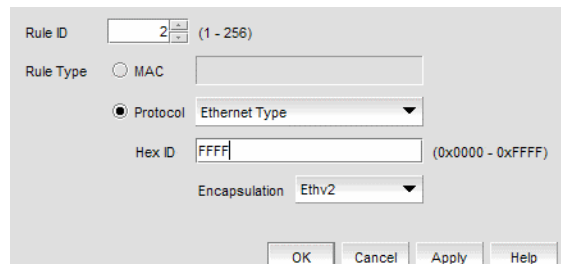 Rule ID 2 (1 - 256)
Rule Type MAC
Protocol Ethernet Type
Hex ID FFFF (0x0000 - 0xFFFF)
Encapsulation Ethv2
OK Cancel Apply Help